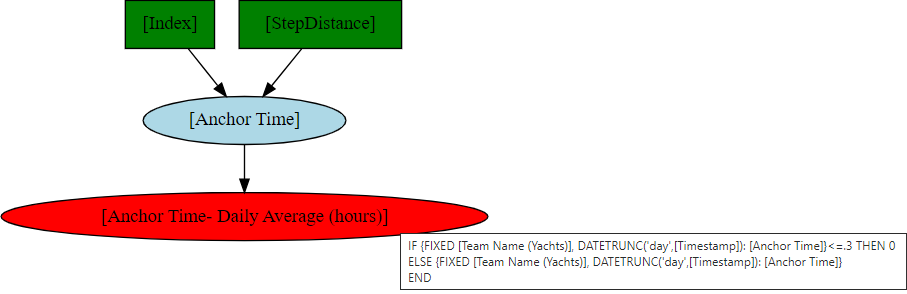 [Index]
[StepDistance]
[Anchor Time]
[Anchor Time- Daily Average (hours)]
IF {FIXED [Team Name (Yachts)], DATETRUNC('day',[Timestamp]): [Anchor Time]}<=.3 THEN 0
ELSE {FIXED [Team Name (Yachts)], DATETRUNC('day',[Timestamp]): [Anchor Time]}
END